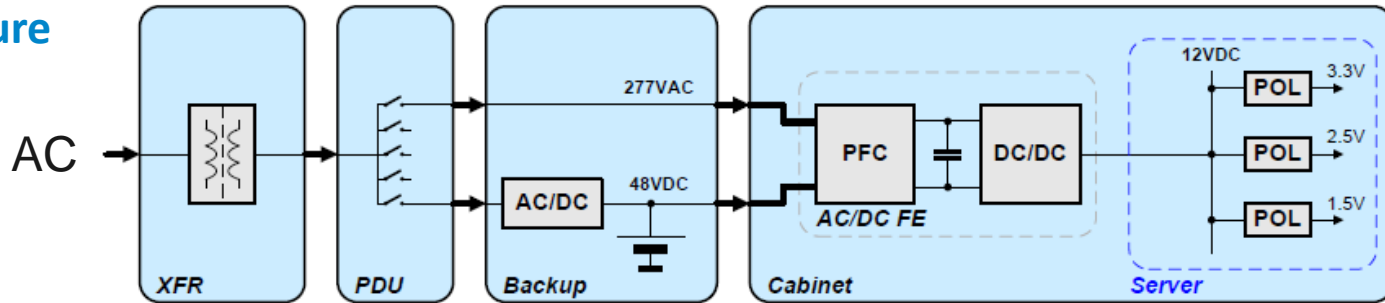 ure
AC
XFR
PDU
277VAC
AC/DC
48VDC
Backup
PFC
DC/DC
AC/DC FE
Cabinet
12VDC
POL
3.3V
POL
2.5V
POL
1.5V
Server